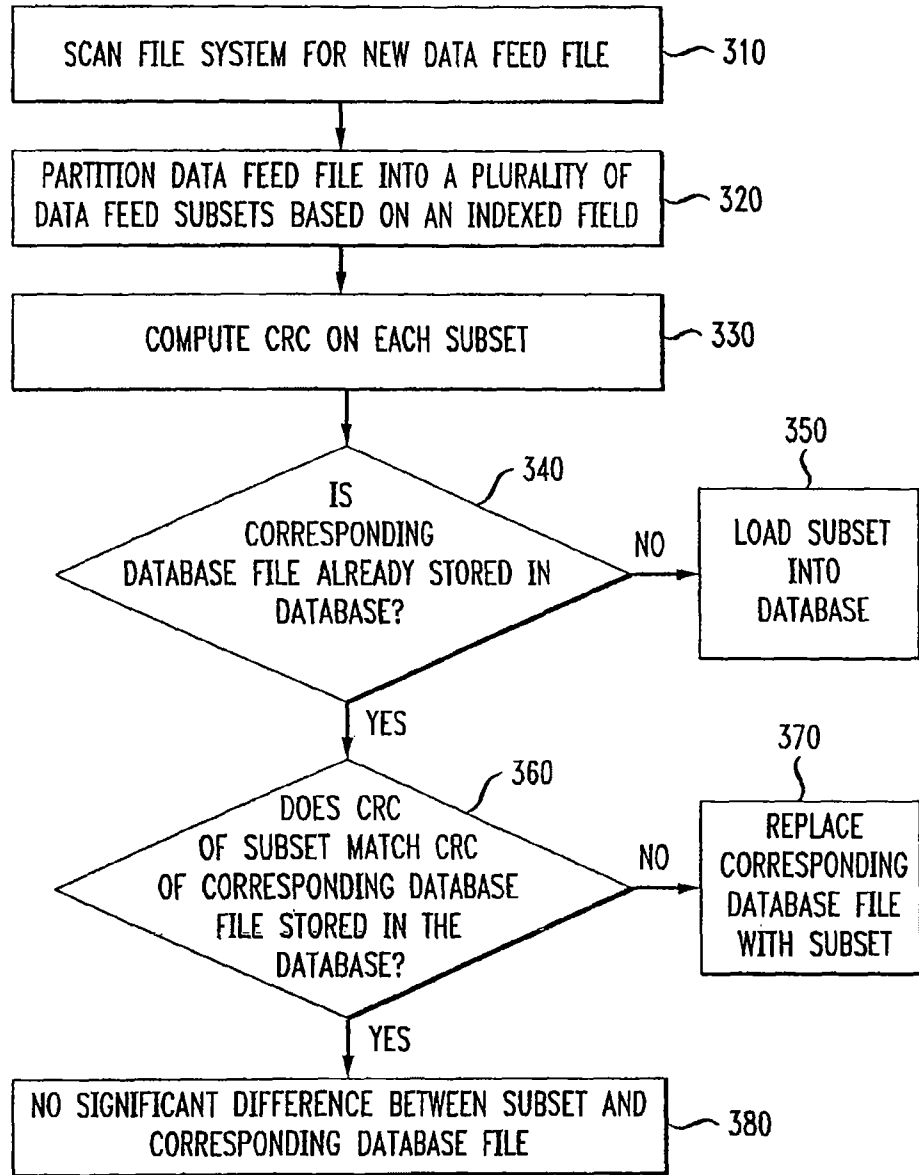 SCAN FILE SYSTEM FOR NEW DATA FEED FILE
310
PARTITION DATA FEED FILE INTO A PLURALITY OF
DATA FEED SUBSETS BASED ON AN INDEXED FIELD
320
COMPUTE CRC ON EACH SUBSET
330
340
IS
CORRESPONDING
DATABASE FILE ALREADY STORED IN
DATABASE?
NO
350
LOAD SUBSET
INTO
DATABASE
YES
360
DOES CRC
OF SUBSET MATCH CRC
OF CORRESPONDING DATABASE
FILE STORED IN THE
DATABASE?
NO
370
REPLACE
CORRESPONDING
DATABASE FILE
WITH SUBSET
YES
NO SIGNIFICANT DIFFERENCE BETWEEN SUBSET AND
CORRESPONDING DATABASE FILE
380